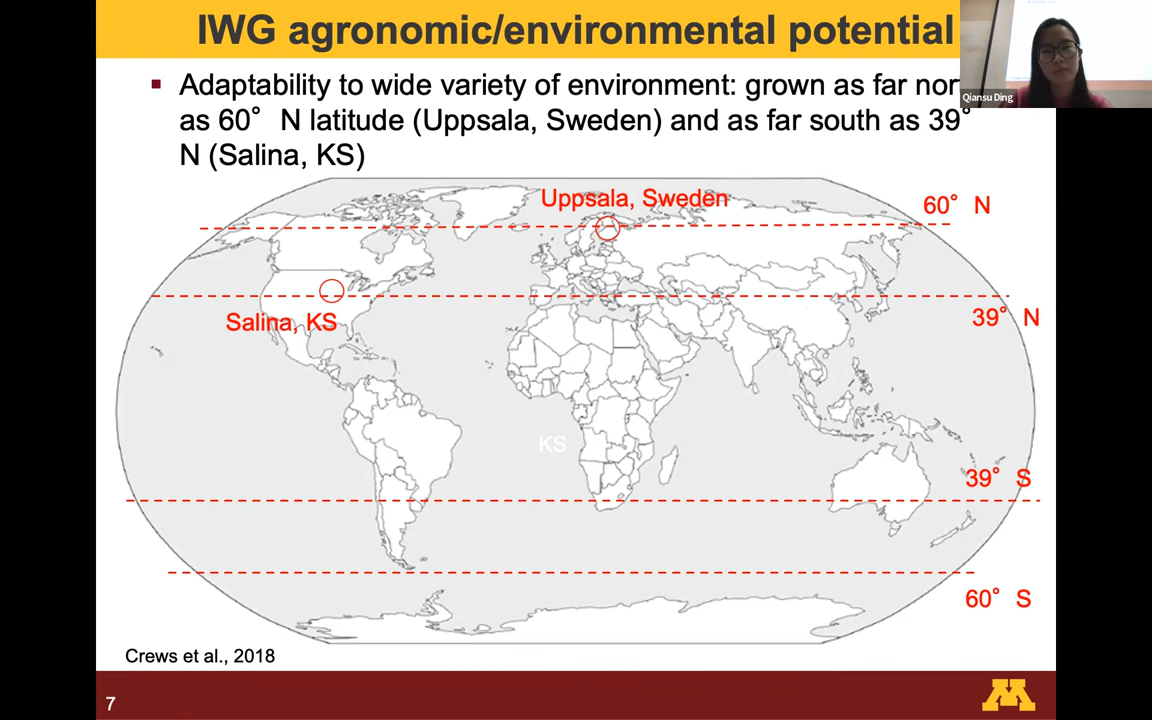 IWG agronomic/environmental potential
Qiansu Ding
▪ Adaptability to wide variety of environment: grown as far nor
as 60° N latitude (Uppsala, Sweden) and as far south as 39°
N (Salina, KS)
Uppsala, Sweden
60° N
39° N
Salina, KS
KS
39° S
60° S
Crews et al., 2018
7
M